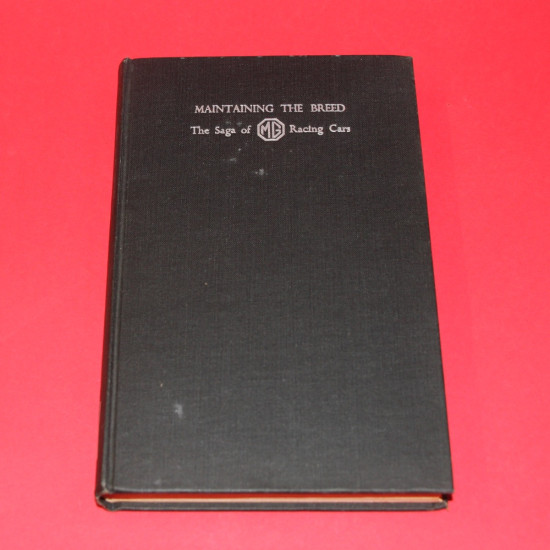 MAINTAINING THE BREED
The Saga of MG Racing Cars